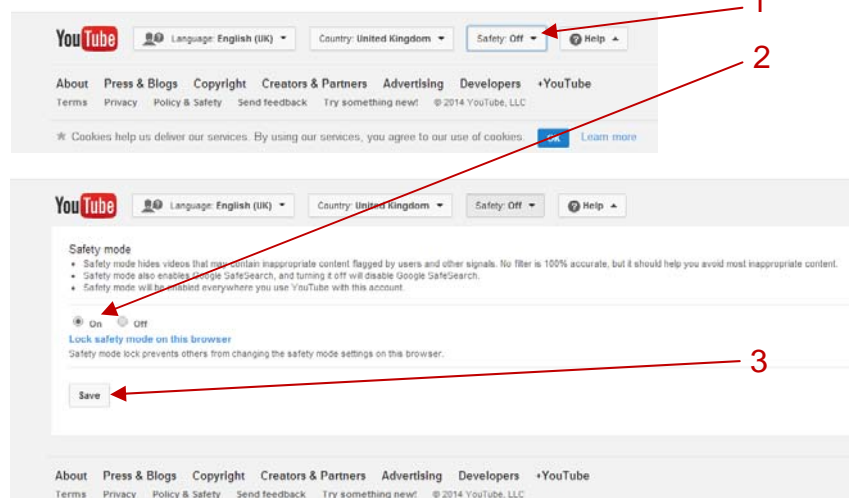 1
YouTube Language: English (UK) Country: United Kingdom Safety: Off Help
2
About Press & Blogs Copyright Creators & Partners Advertising Developers +YouTube
Terms Privacy Policy & Safety Send feedback Try something new! © 2014 YouTube, LLC
Cookies help us deliver our services. By using our services, you agree to our use of cookies. OK Learn more
YouTube Language: English (UK) Country: United Kingdom Safety: Off Help
Safety mode
• Safety mode hides videos that may contain inappropriate content flagged by users and other signals. No filter is 100% accurate, but it should help you avoid most inappropriate content.
• Safety mode also enables Google SafeSearch, and turning it off will disable Google SafeSearch.
• Safety mode will be enabled everywhere you use YouTube with this account.
On Off
Lock safety mode on this browser
Safety mode lock prevents others from changing the safety mode settings on this browser.
3
Save
About Press & Blogs Copyright Creators & Partners Advertising Developers +YouTube
Terms Privacy Policy & Safety Send feedback Try something new! © 2014 YouTube, LLC